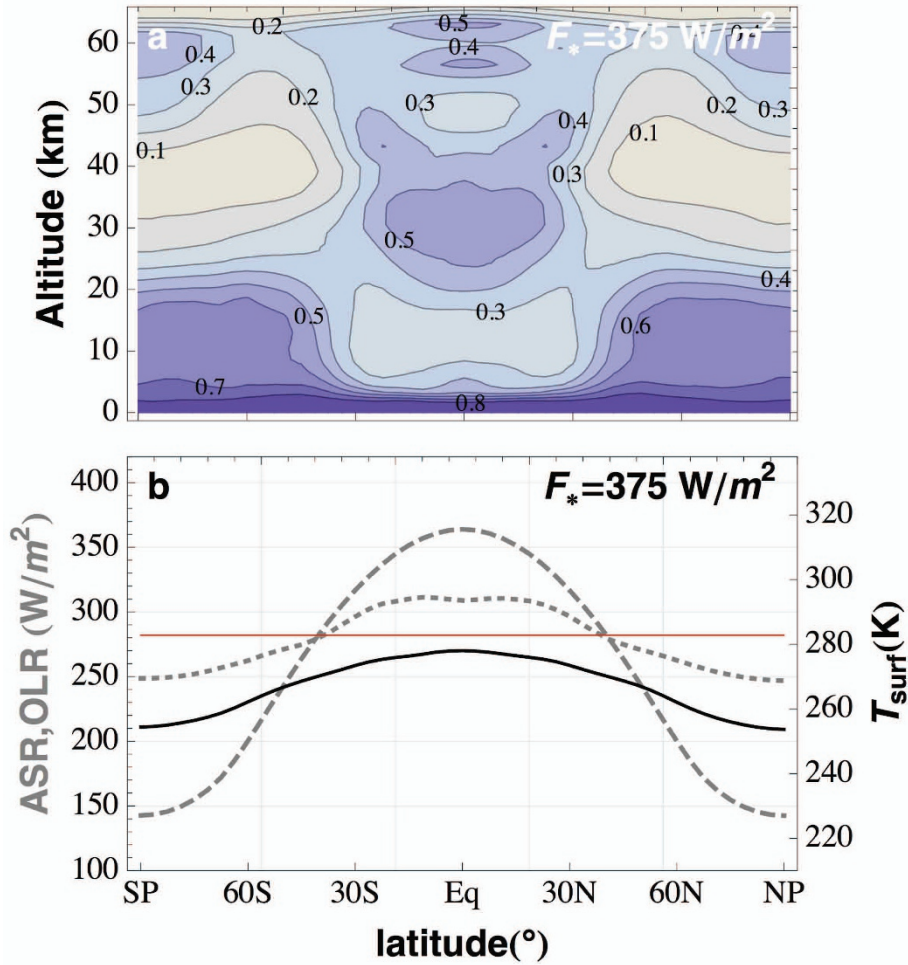 a
F*=375 W/m2
Altitude (km)
60
50
40
30
20
10
0
0.2
0.5
0.4
0.4
0.4
0.3
0.2
0.3
0.4
0.2
0.3
0.1
0.1
0.3
0.5
0.4
0.5
0.3
0.6
0.7
0.8
b
F*=375 W/m2
ASR,OLR (W/m2)
400
350
300
250
200
150
100
320
300
280
260
240
220
Tsurf(K)
SP
60S
30S
Eq
30N
60N
NP
latitude(°)